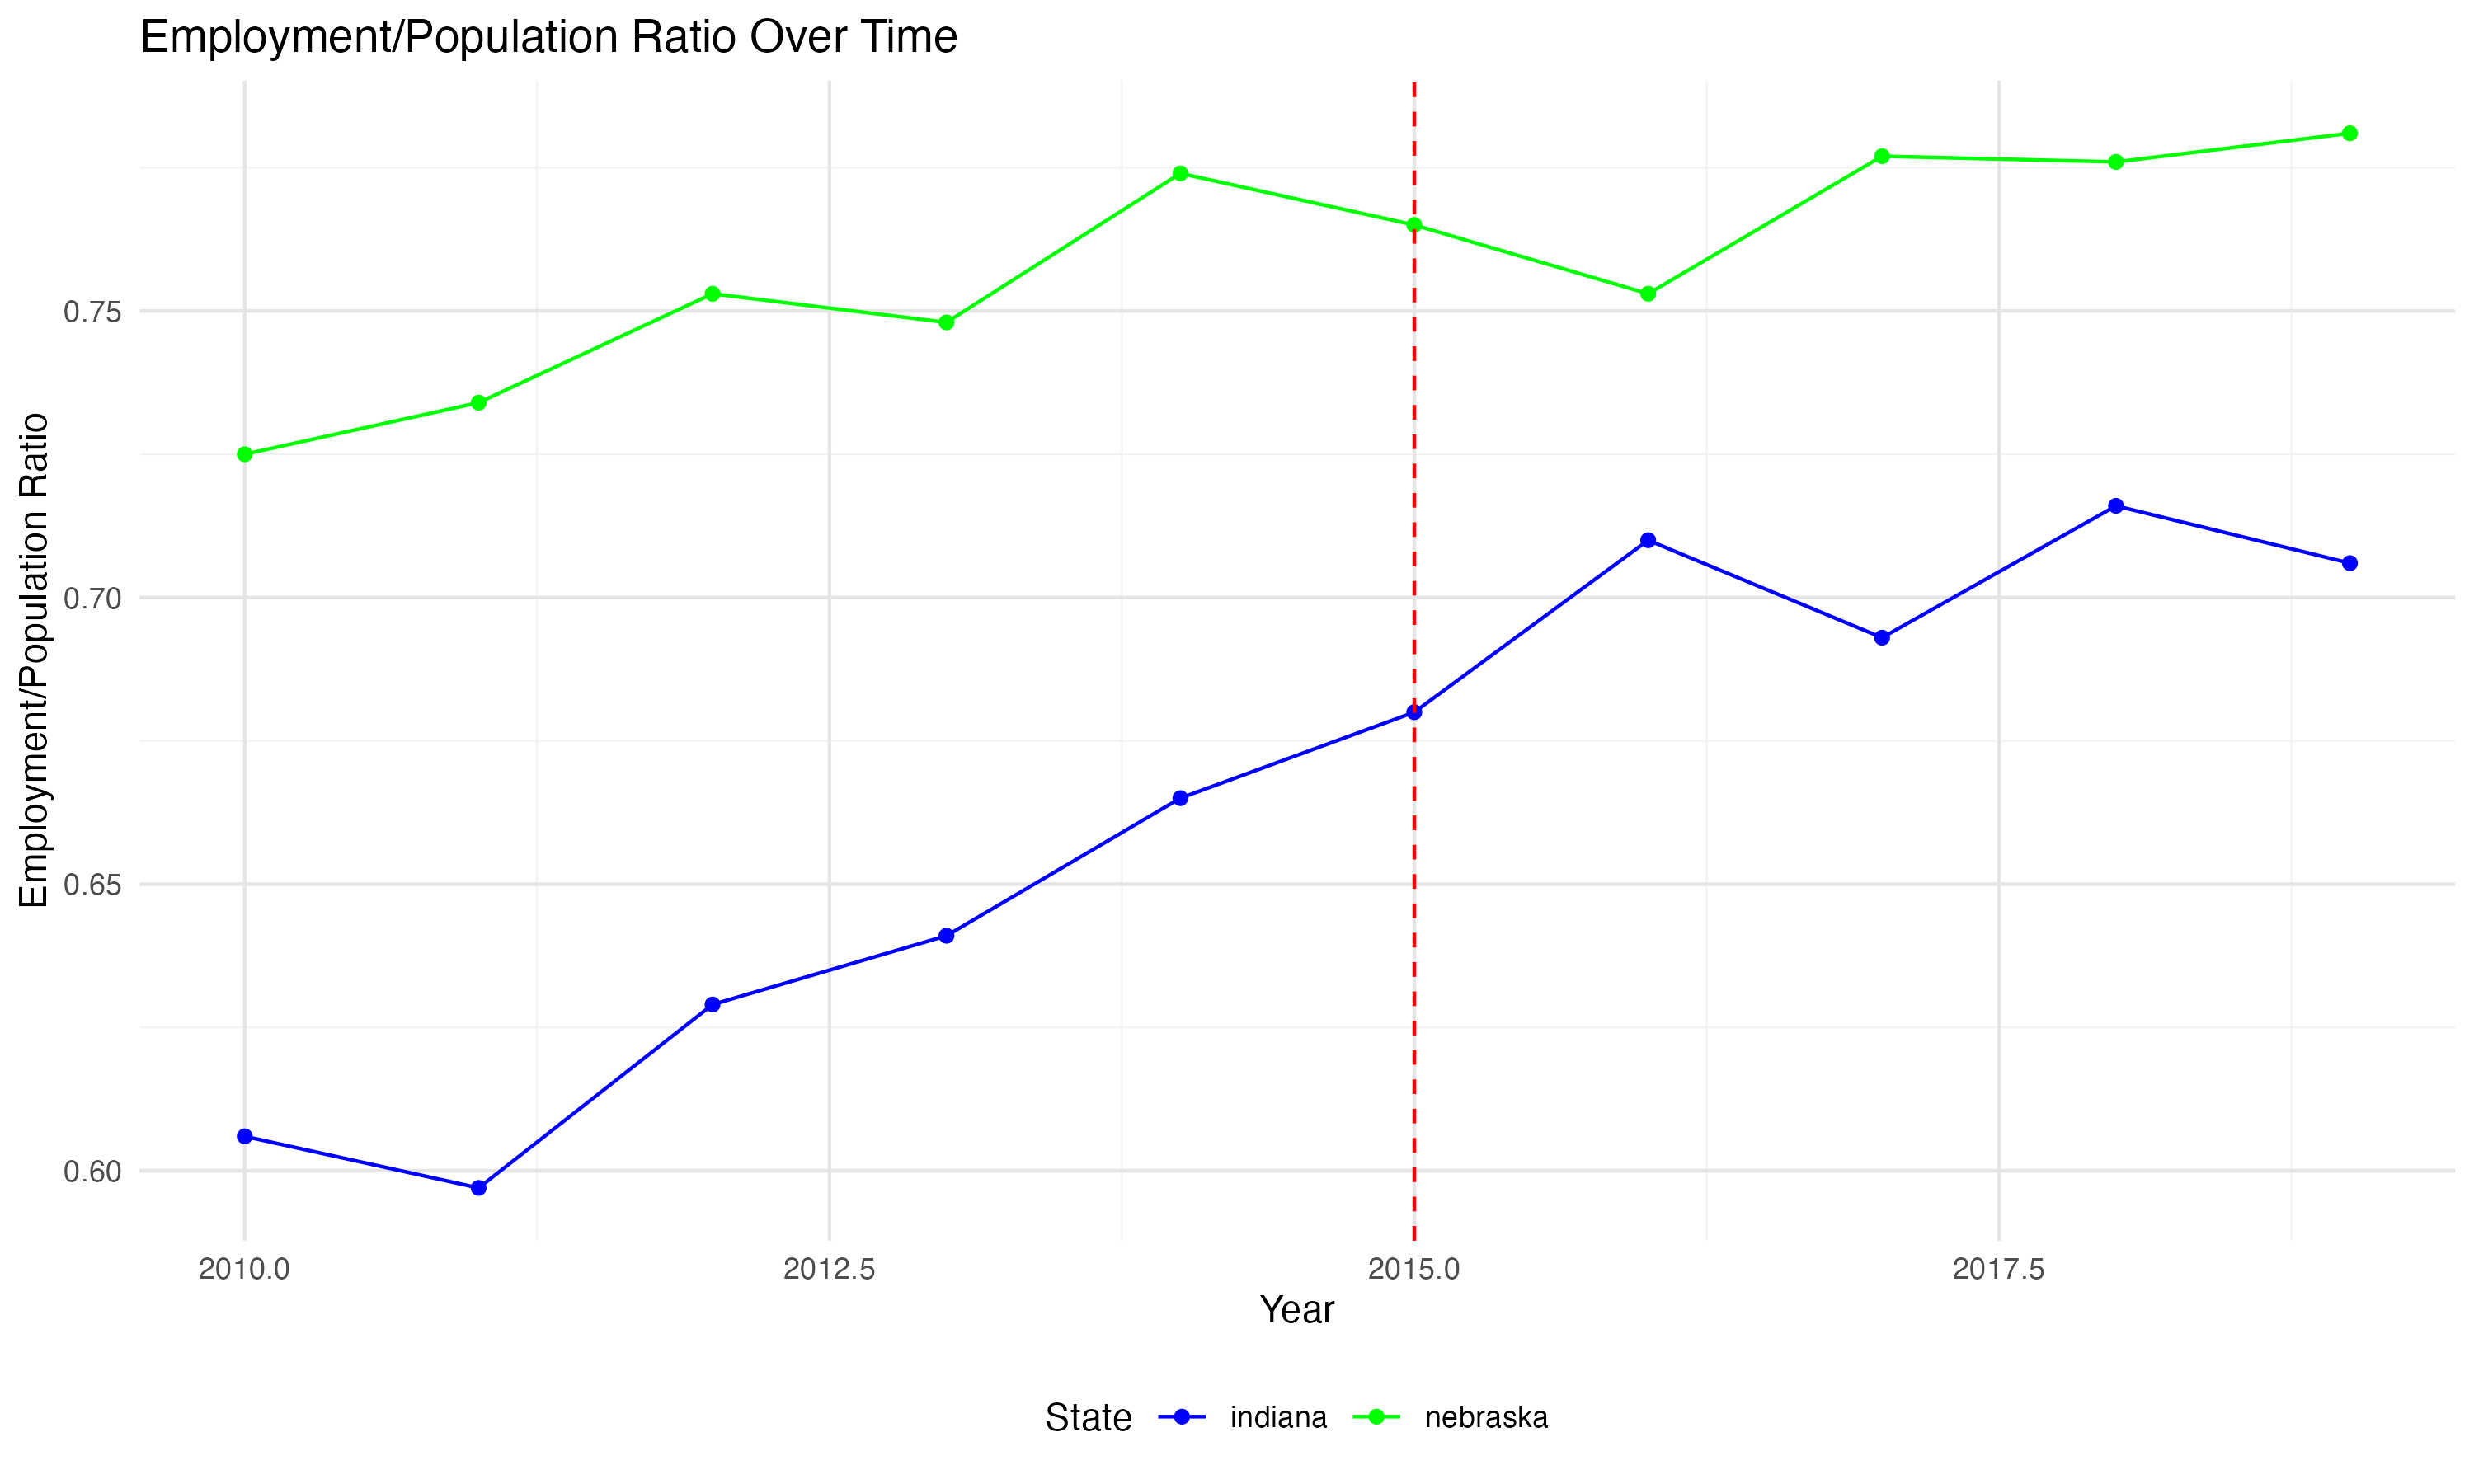 Employment/Population Ratio Over Time
Employment/Population Ratio
0.75
0.70
0.65
0.60
2010.0 2012.5 2015.0 2017.5
Year
State indiana nebraska